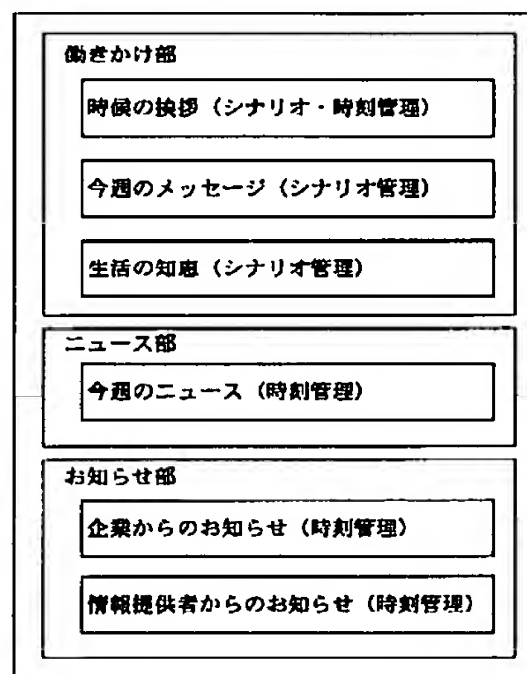 働きかけ部
時候の挨拶（シナリオ・時刻管理）
今週のメッセージ（シナリオ管理）
生活の知恵（シナリオ管理）
ニュース部
今週のニュース（時刻管理）
お知らせ部
企業からのお知らせ（時刻管理）
情報提供者からのお知らせ（時刻管理）